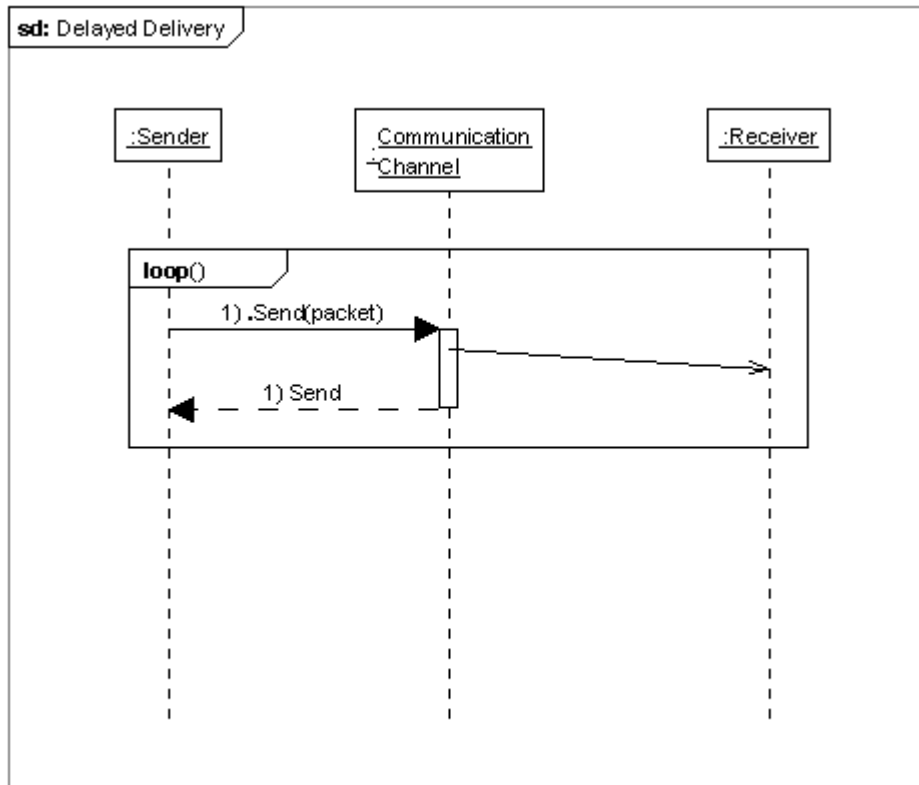 sd: Delayed Delivery
:Sender
:Communication
Channel
:Receiver
loop()
1) .Send(packet)
1) Send